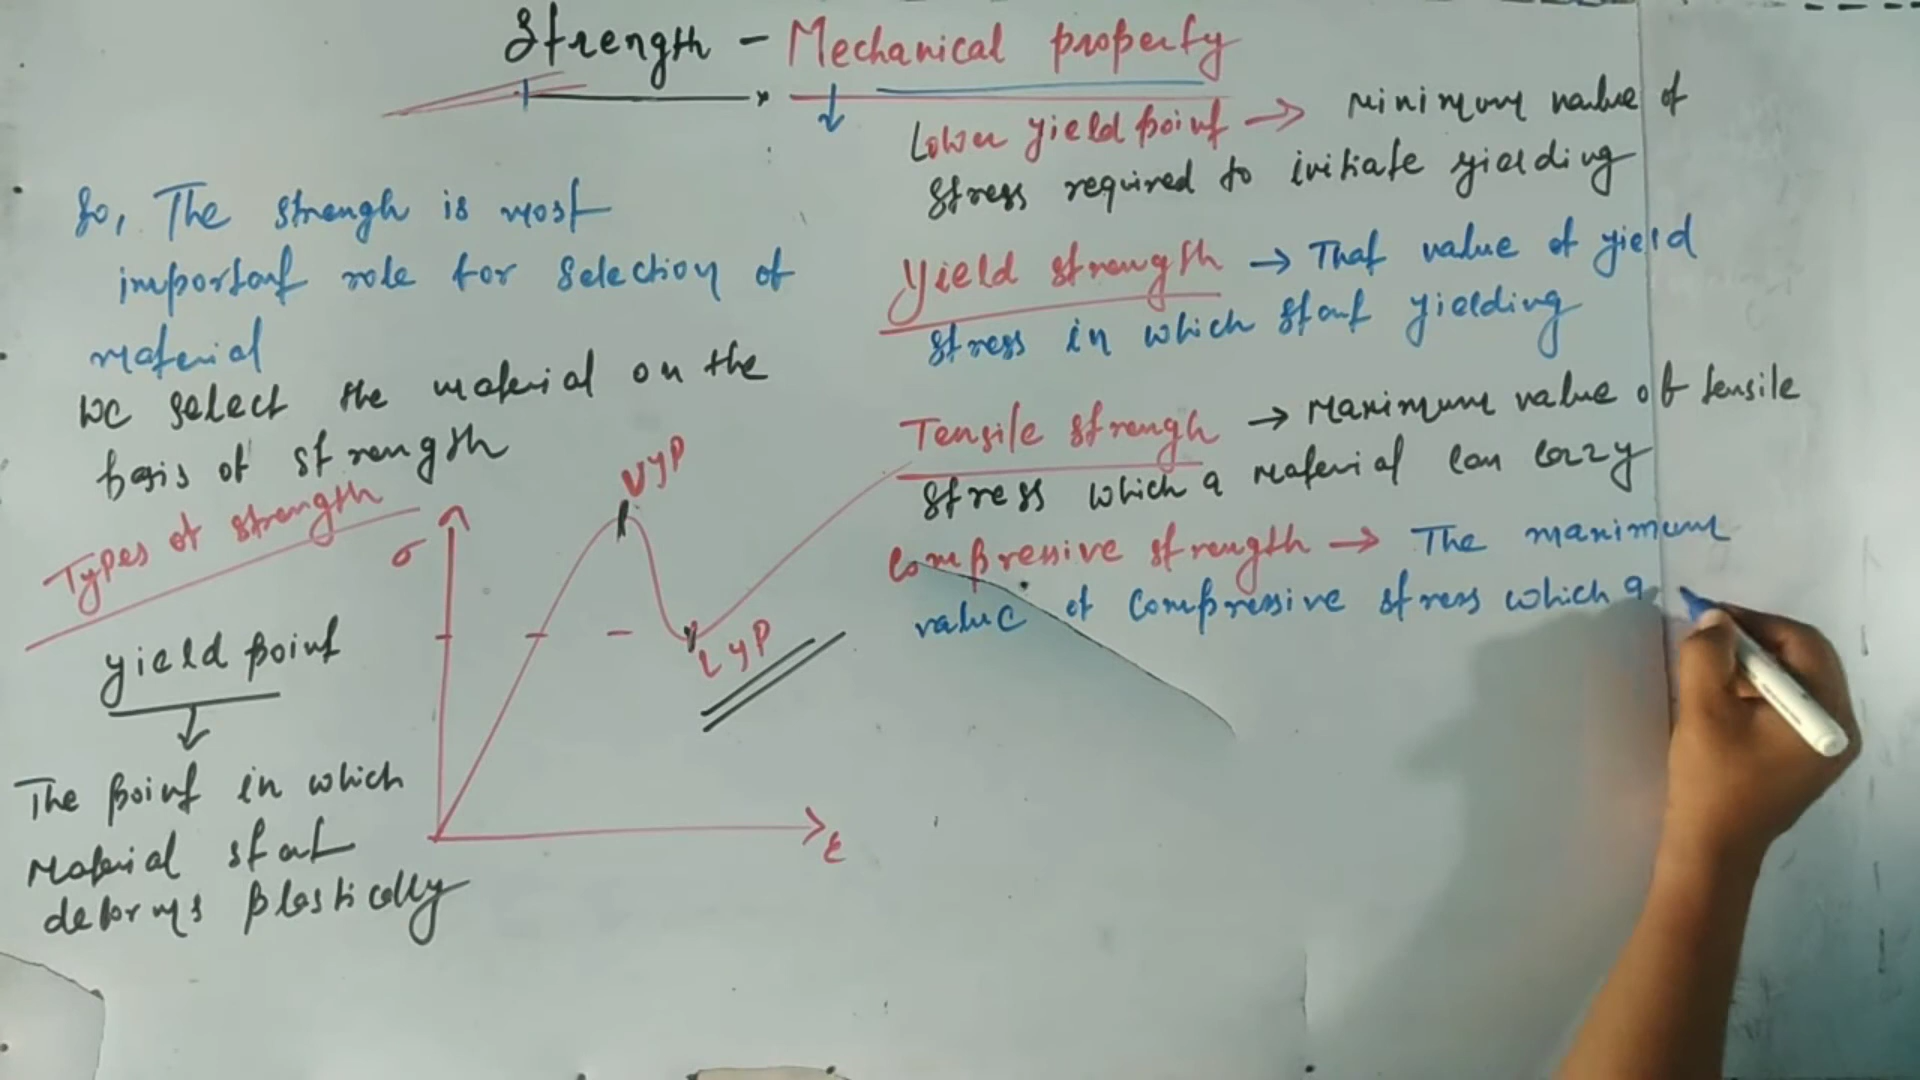 Strength - Mechanical property
So, The strength is most
important role for selection of
material
we select the material on the
basis of strength
Types of strength
yield point
The point in which
material start
deforms plastically
σ
UYP
LYP
ε
Lower yield point → Minimum value of
stress required to initiate yielding
Yield strength → That value of yield
stress in which start yielding
Tensile strengh → Maximum value of tensile
stress which a material can carry
Compressive strength → The maximum
value of compressive stress which a